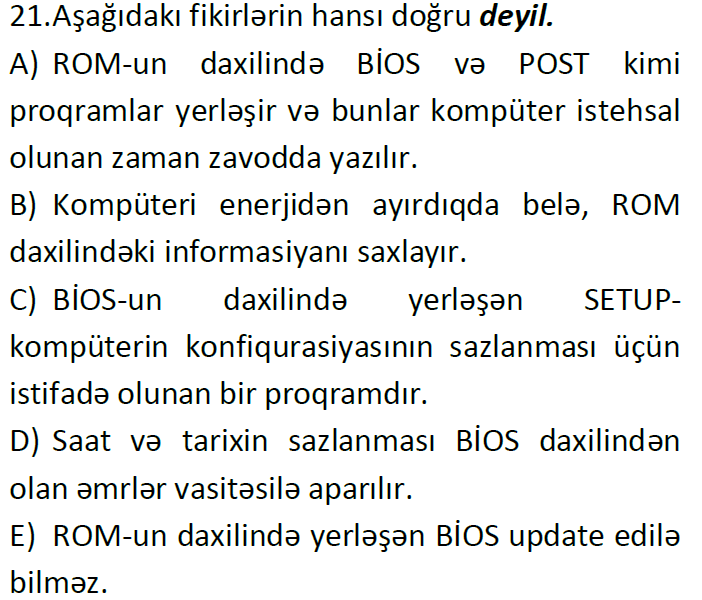 21.Aşağıdakı fikirlərin hansı doğru deyil.
A) ROM-un daxilində BİOS və POST kimi
proqramlar yerləşir və bunlar kompüter istehsal
olunan zaman zavodda yazılır.
B) Kompüteri enerjidən ayırdıqda belə, ROM
daxilindəki informasiyanı saxlayır.
C) BİOS-un daxilində yerləşən SETUP-
kompüterin konfiqurasiyasının sazlanması üçün
istifadə olunan bir proqramdır.
D) Saat və tarixin sazlanması BİOS daxilindən
olan əmrlər vasitəsilə aparılır.
E) ROM-un daxilində yerləşən BİOS update edilə
bilməz.